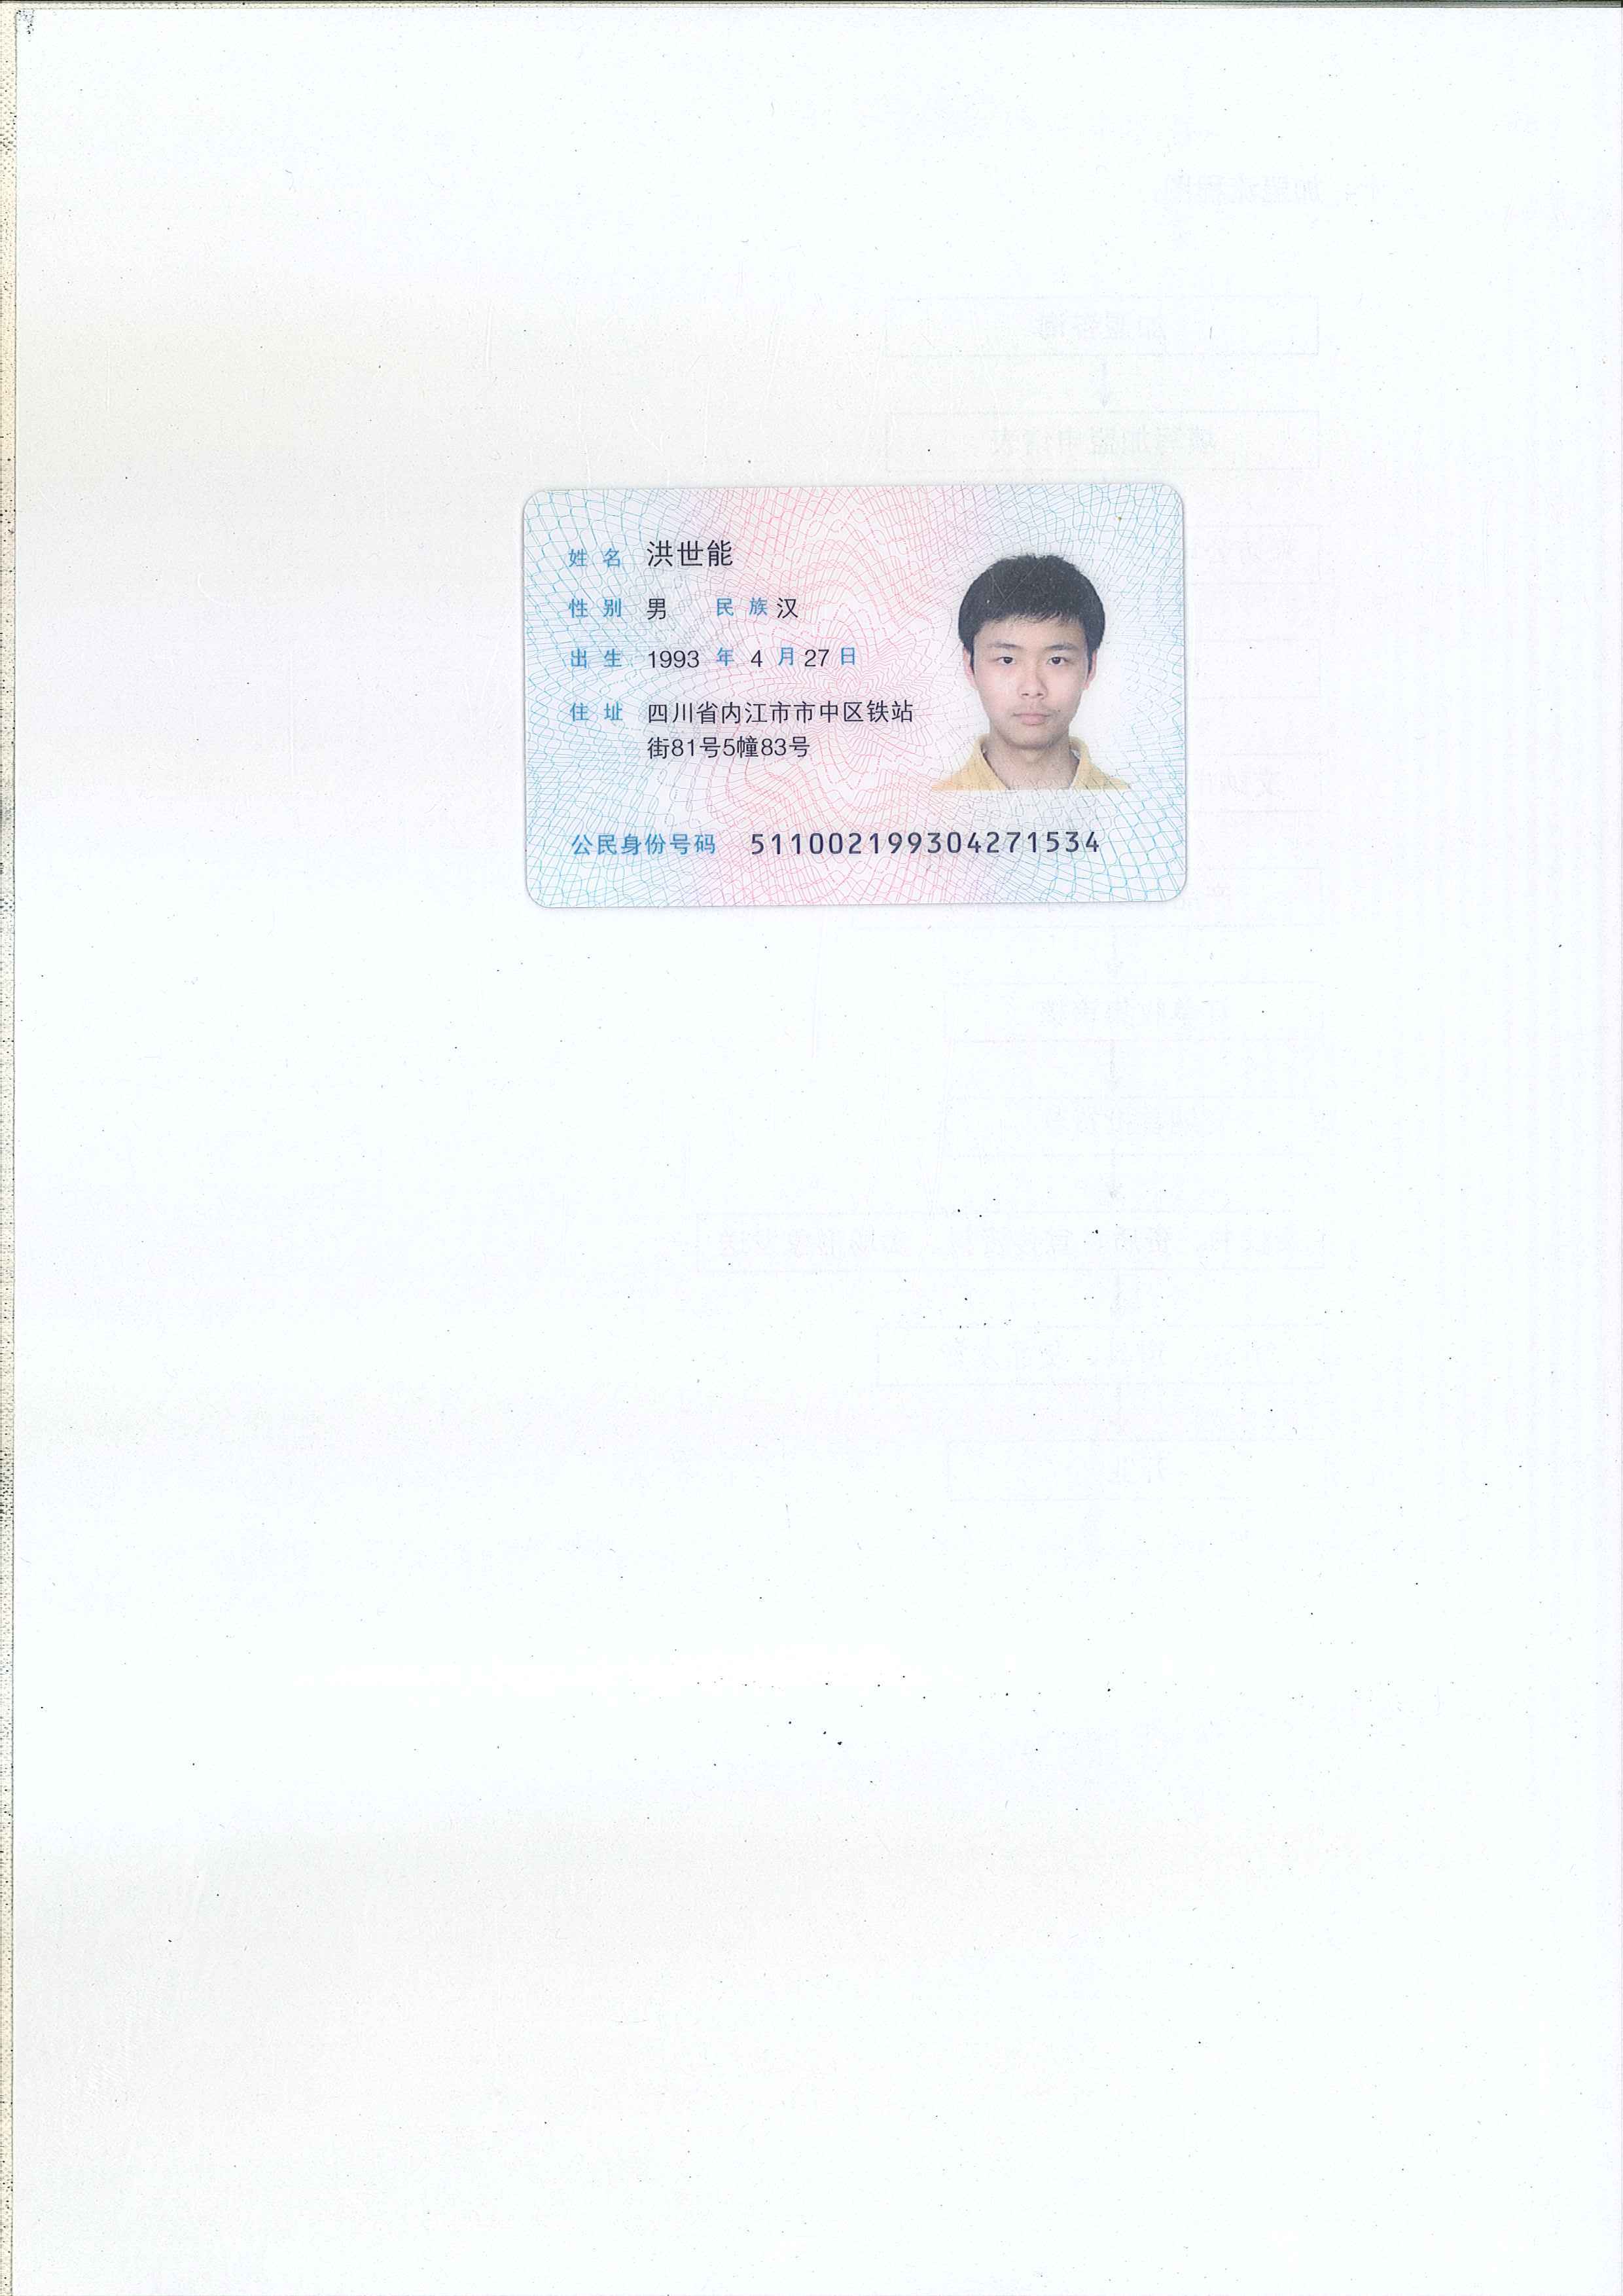 姓名 洪世能
性别 男 民族 汉
出生 1993 年 4 月 27 日
住址 四川省内江市市中区铁站
街81号5幢83号
公民身份号码 511002199304271534